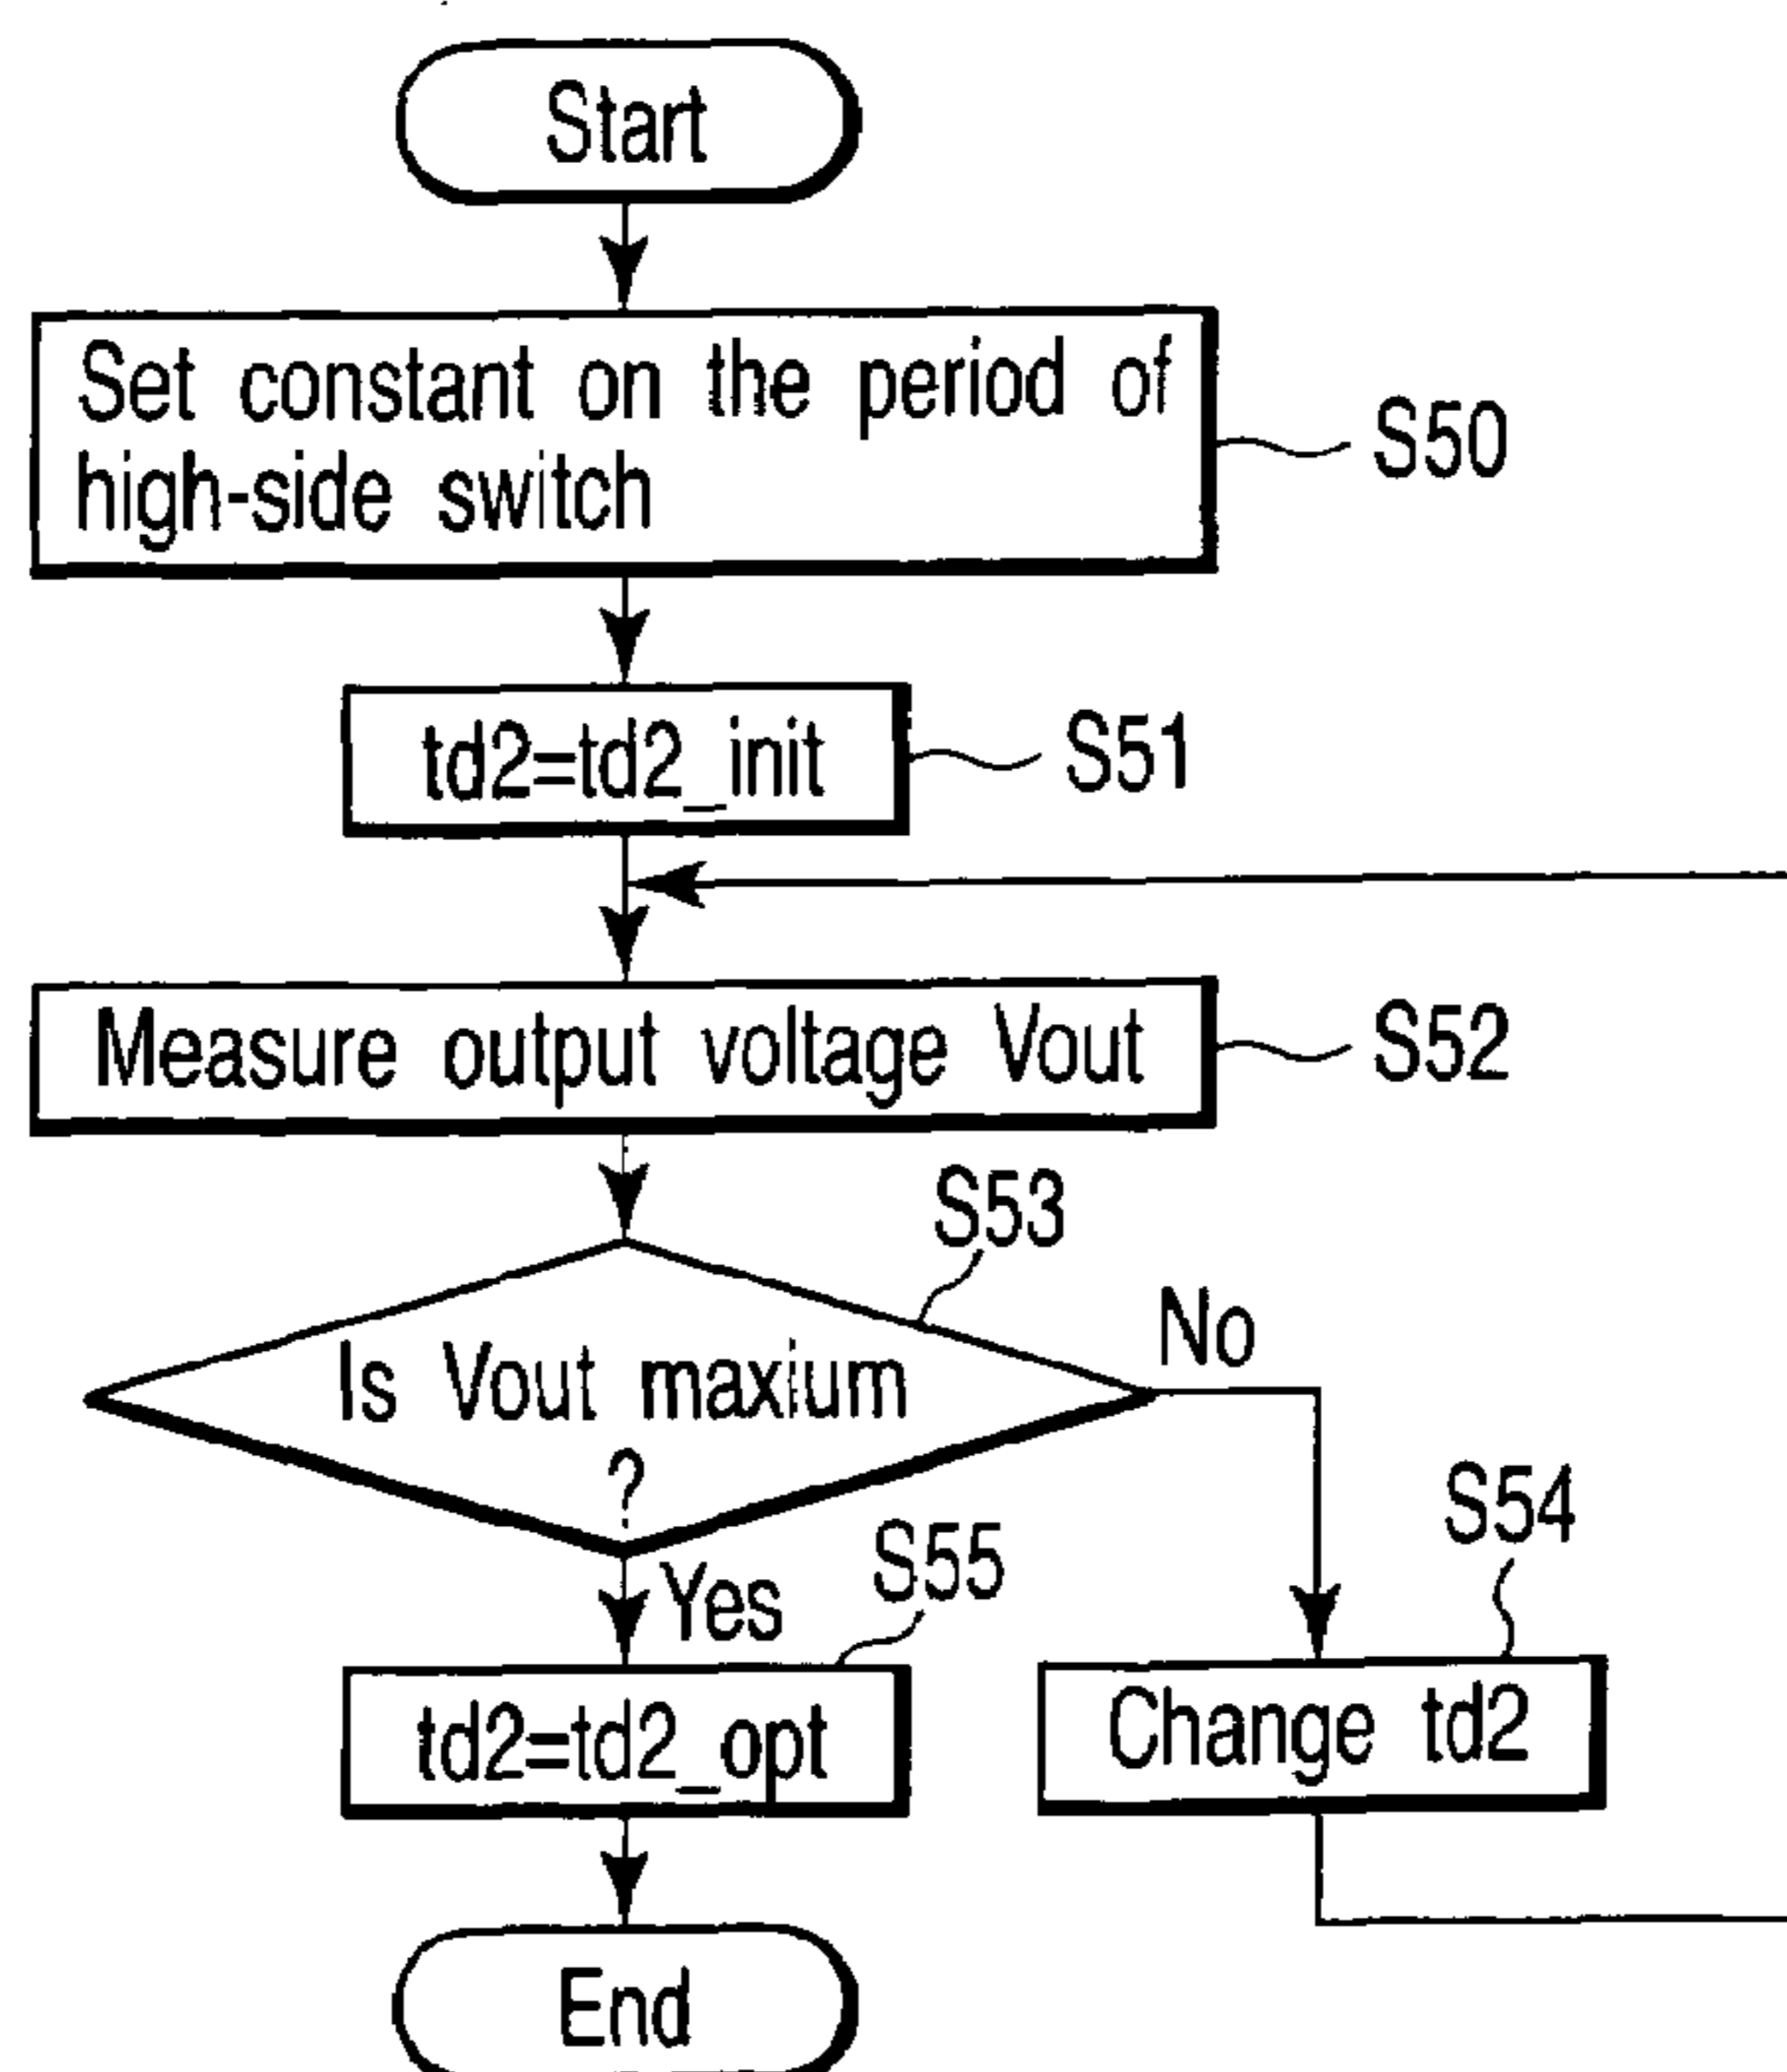 Start
Set constant on the period of
high-side switch
S50
td2=td2_init
S51
Measure output voltage Vout
S52
S53
Is Vout maxium
?
No
Yes
S55
S54
td2=td2_opt
Change td2
End